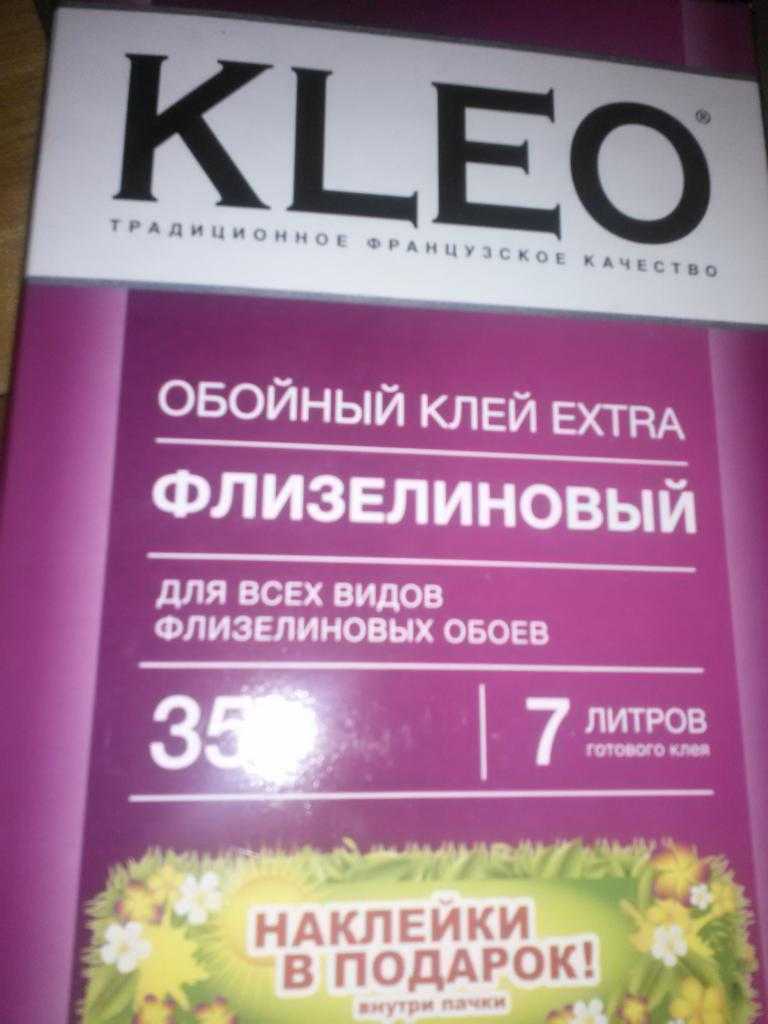 KLEO®
ТРАДИЦИОННОЕ ФРАНЦУЗСКОЕ КАЧЕСТВО
ОБОЙНЫЙ КЛЕЙ EXTRA
ФЛИЗЕЛИНОВЫЙ
ДЛЯ ВСЕХ ВИДОВ
ФЛИЗЕЛИНОВЫХ ОБОЕВ
7 ЛИТРОВ
готового клея
НАКЛЕЙКИ
В ПОДАРОК!
внутри пачки